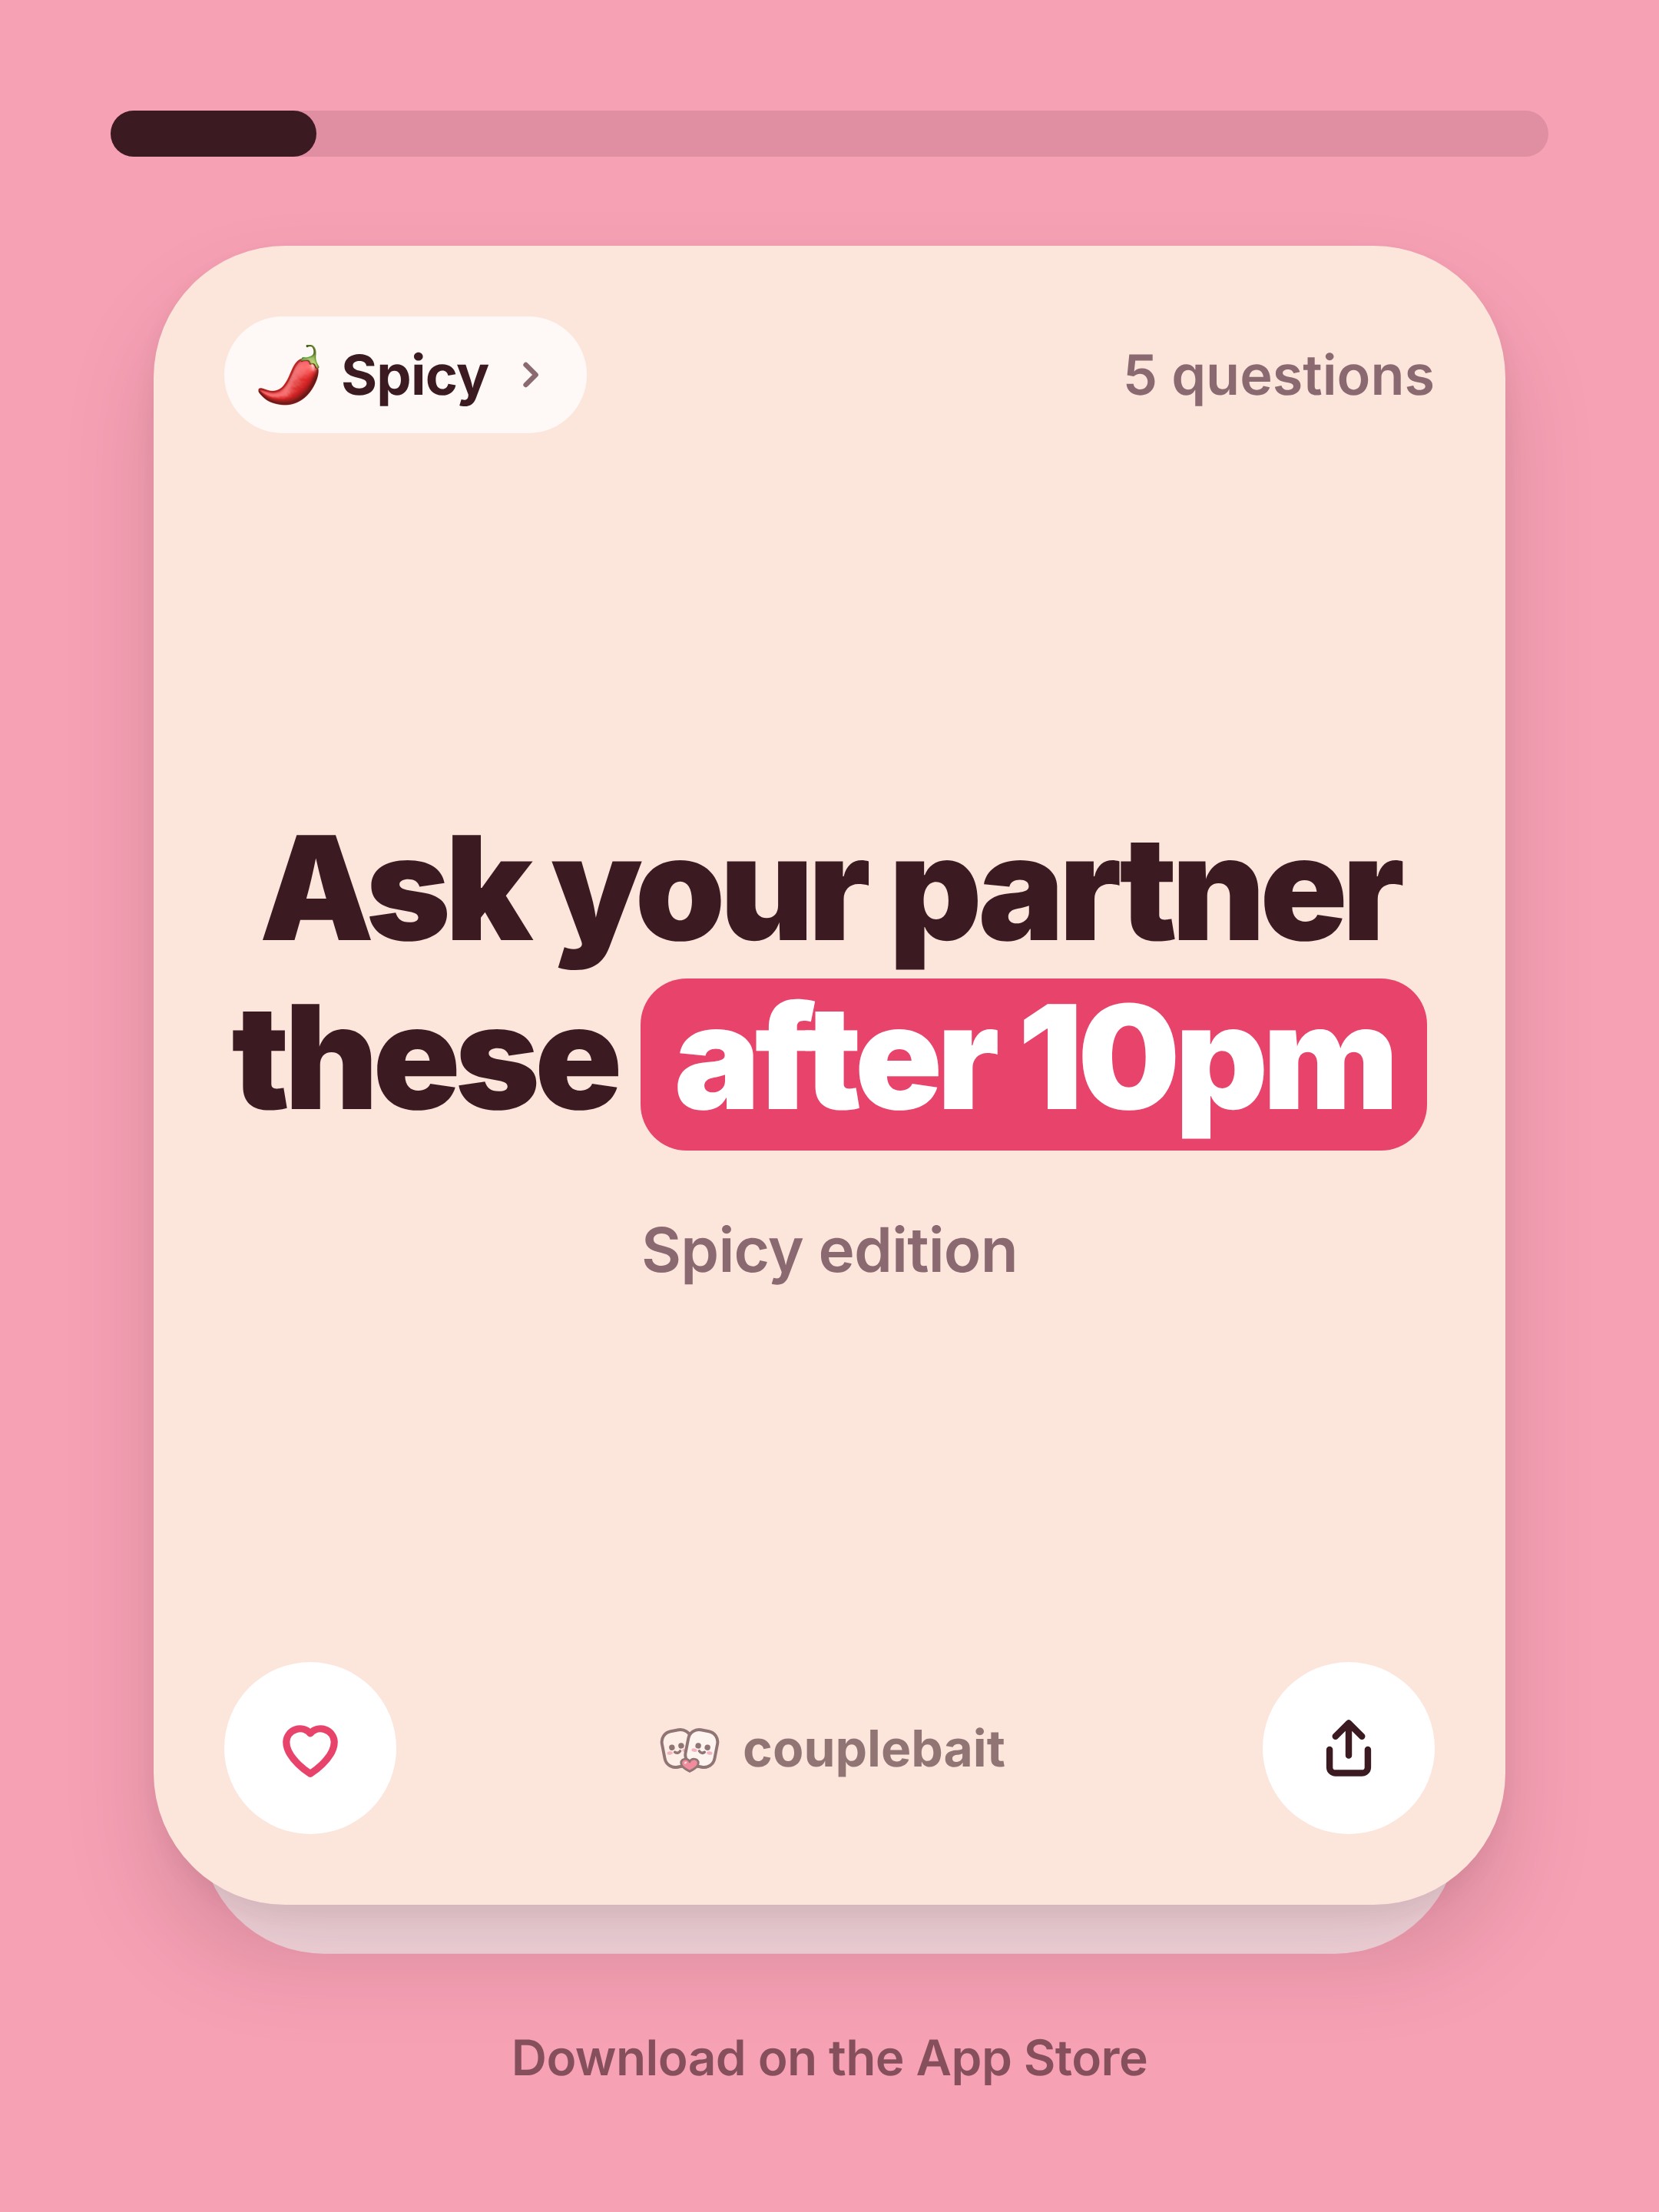 Spicy
5 questions
Ask your partner
these after 10pm
Spicy edition
couplebait
Download on the App Store